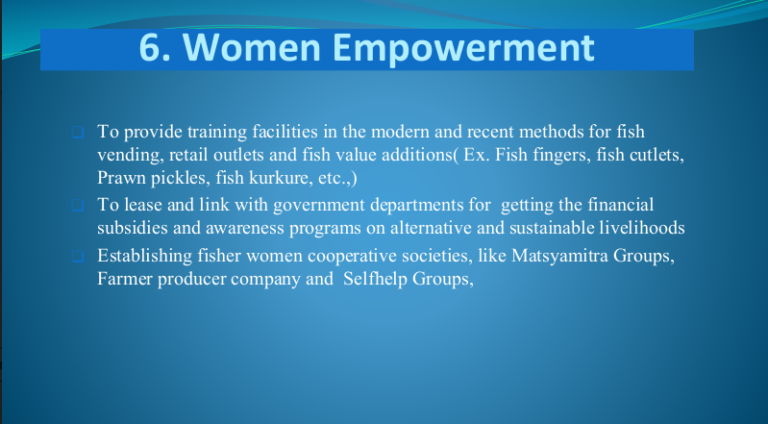 6. Women Empowerment
To provide training facilities in the modern and recent methods for fish
vending, retail outlets and fish value additions( Ex. Fish fingers, fish cutlets,
Prawn pickles, fish kurkure, etc.,)
To lease and link with government departments for  getting the financial
subsidies and awareness programs on alternative and sustainable livelihoods
Establishing fisher women cooperative societies, like Matsyamitra Groups,
Farmer producer company and  Selfhelp Groups,